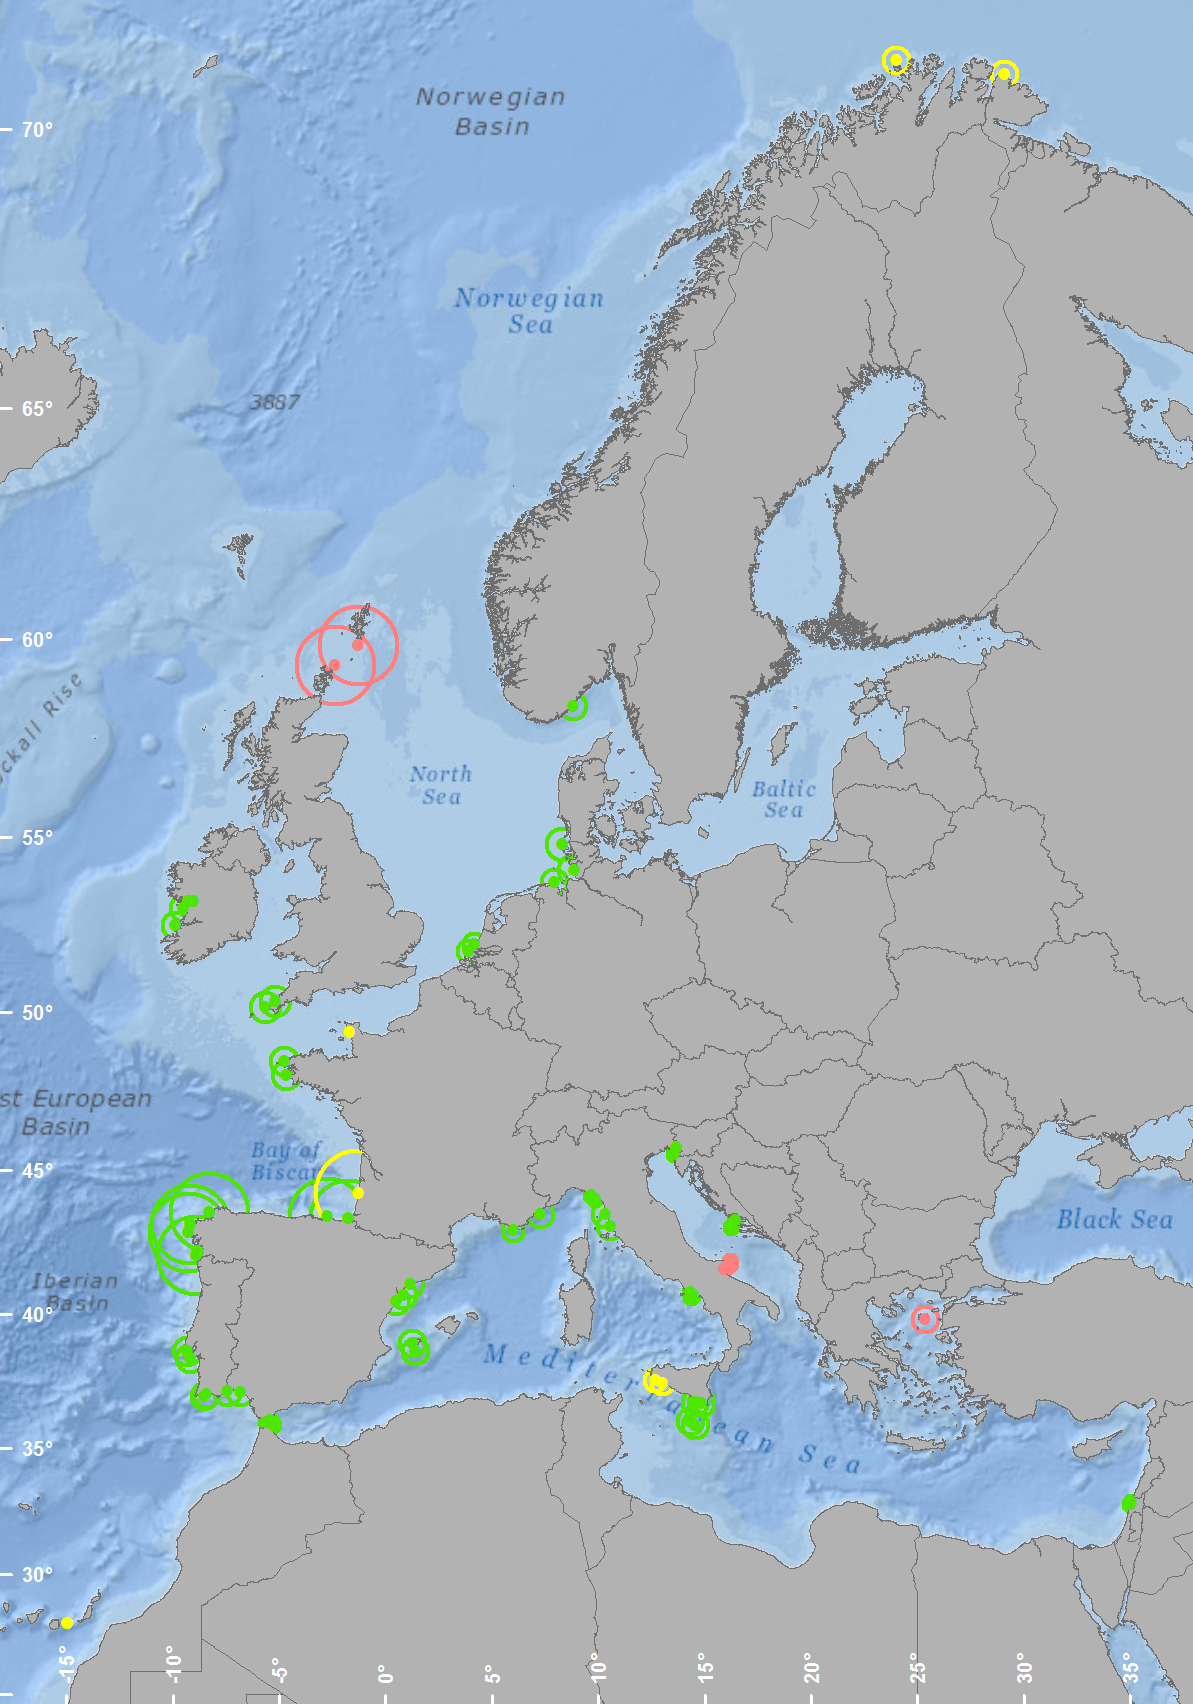 Norwegian
Basin
70°
Norwegian
Sea
3887
65°
60°
ckall Rise
North
Sea
Baltic
Sea
55°
50°
st European
Basin
Bay of
Biscay
45°
Black Sea
Iberian
Basin
40°
Mediterranean Sea
35°
30°
-15°
-10°
-5°
0°
5°
10°
15°
20°
25°
30°
35°